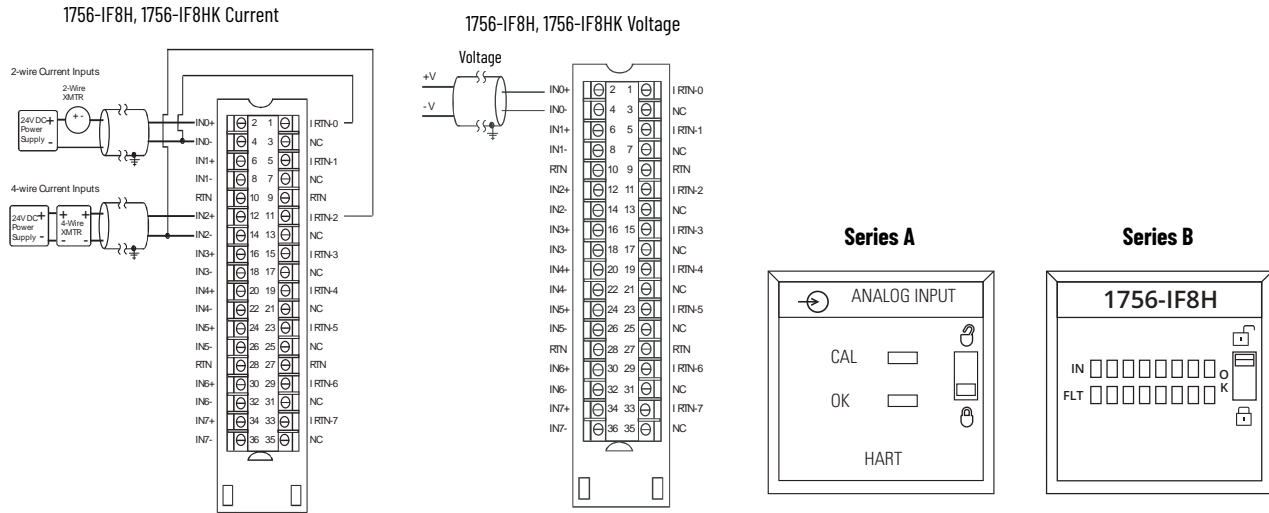 1756-IF8H, 1756-IF8HK Current
2-wire Current Inputs
2-Wire
XMTR
+ -
24V DC +
Power
Supply -
4-wire Current Inputs
24V DC + + +
Power 4-Wire
Supply - XMTR
- -
IN0+ 2 1 I RTN-0
IN0- 4 3 NC
IN1+ 6 5 I RTN-1
IN1- 8 7 NC
RTN 10 9 RTN
IN2+ 12 11 I RTN-2
IN2- 14 13 NC
IN3+ 16 15 I RTN-3
IN3- 18 17 NC
IN4+ 20 19 I RTN-4
IN4- 22 21 NC
IN5+ 24 23 I RTN-5
IN5- 26 25 NC
RTN 28 27 RTN
IN6+ 30 29 I RTN-6
IN6- 32 31 NC
IN7+ 34 33 I RTN-7
IN7- 36 35 NC
1756-IF8H, 1756-IF8HK Voltage
Voltage
+V
-V
IN0+ 2 1 I RTN-0
IN0- 4 3 NC
IN1+ 6 5 I RTN-1
IN1- 8 7 NC
RTN 10 9 RTN
IN2+ 12 11 I RTN-2
IN2- 14 13 NC
IN3+ 16 15 I RTN-3
IN3- 18 17 NC
IN4+ 20 19 I RTN-4
IN4- 22 21 NC
IN5+ 24 23 I RTN-5
IN5- 26 25 NC
RTN 28 27 RTN
IN6+ 30 29 I RTN-6
IN6- 32 31 NC
IN7+ 34 33 I RTN-7
IN7- 36 35 NC
Series A
ANALOG INPUT
CAL
OK
HART
Series B
1756-IF8H
IN
FLT
OK